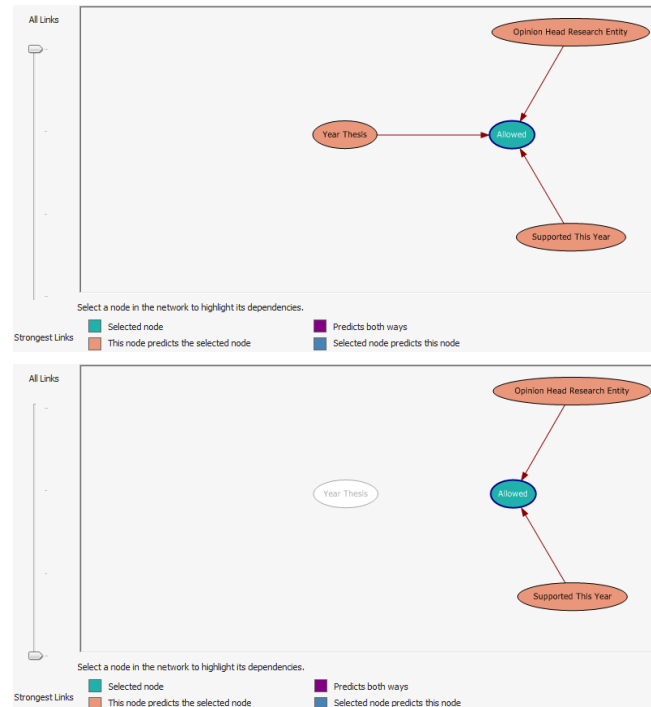 All Links
Opinion Head Research Entity
Year Thesis
Allowed
Supported This Year
Select a node in the network to highlight its dependencies.
Selected node
Predicts both ways
Strongest Links
This node predicts the selected node
Selected node predicts this node
All Links
Opinion Head Research Entity
Year Thesis
Allowed
Supported This Year
Select a node in the network to highlight its dependencies.
Selected node
Predicts both ways
Strongest Links
This node predicts the selected node
Selected node predicts this node